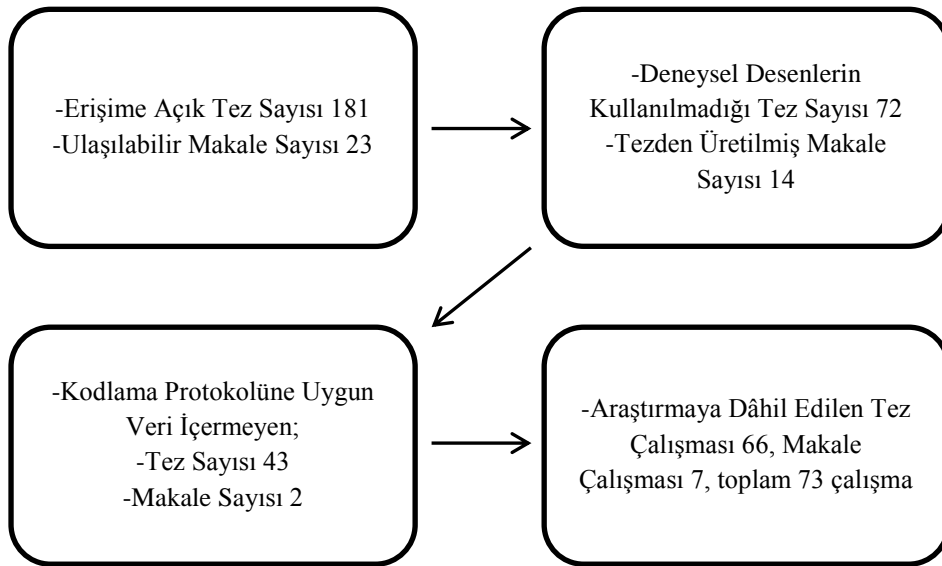 -Erişime Açık Tez Sayısı 181
-Ulaşılabilir Makale Sayısı 23
-Deneysel Desenlerin
Kullanılmadığı Tez Sayısı 72
-Tezden Üretilmiş Makale
Sayısı 14
-Kodlama Protokolüne Uygun
Veri İçermeyen;
-Tez Sayısı 43
-Makale Sayısı 2
-Araştırmaya Dâhil Edilen Tez
Çalışması 66, Makale
Çalışması 7, toplam 73 çalışma